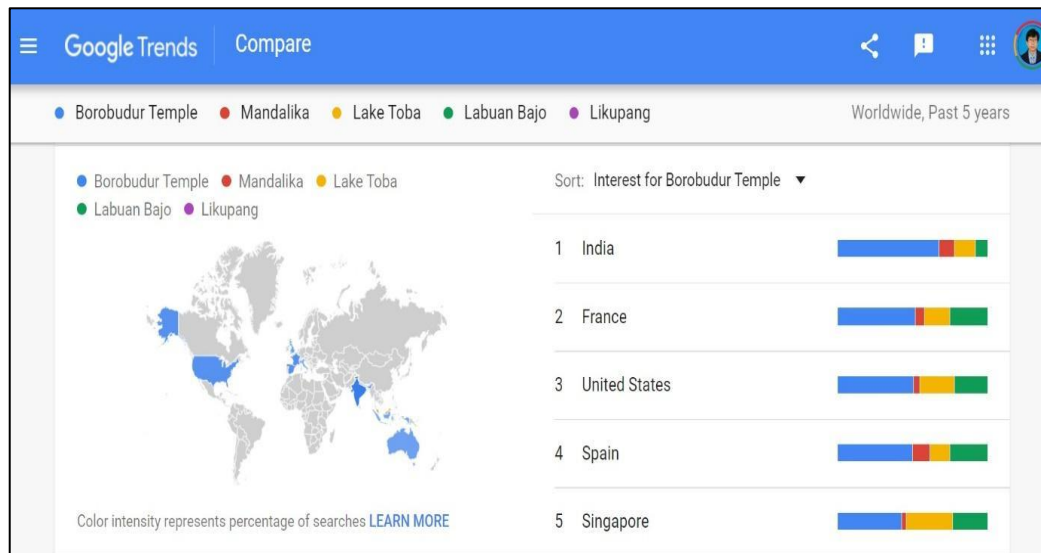 Google Trends Compare
Borobudur Temple Mandalika Lake Toba Labuan Bajo Likupang Worldwide, Past 5 years
Borobudur Temple Mandalika Lake Toba
Labuan Bajo Likupang
Sort: Interest for Borobudur Temple
1 India
2 France
3 United States
4 Spain
5 Singapore
Color intensity represents percentage of searches LEARN MORE